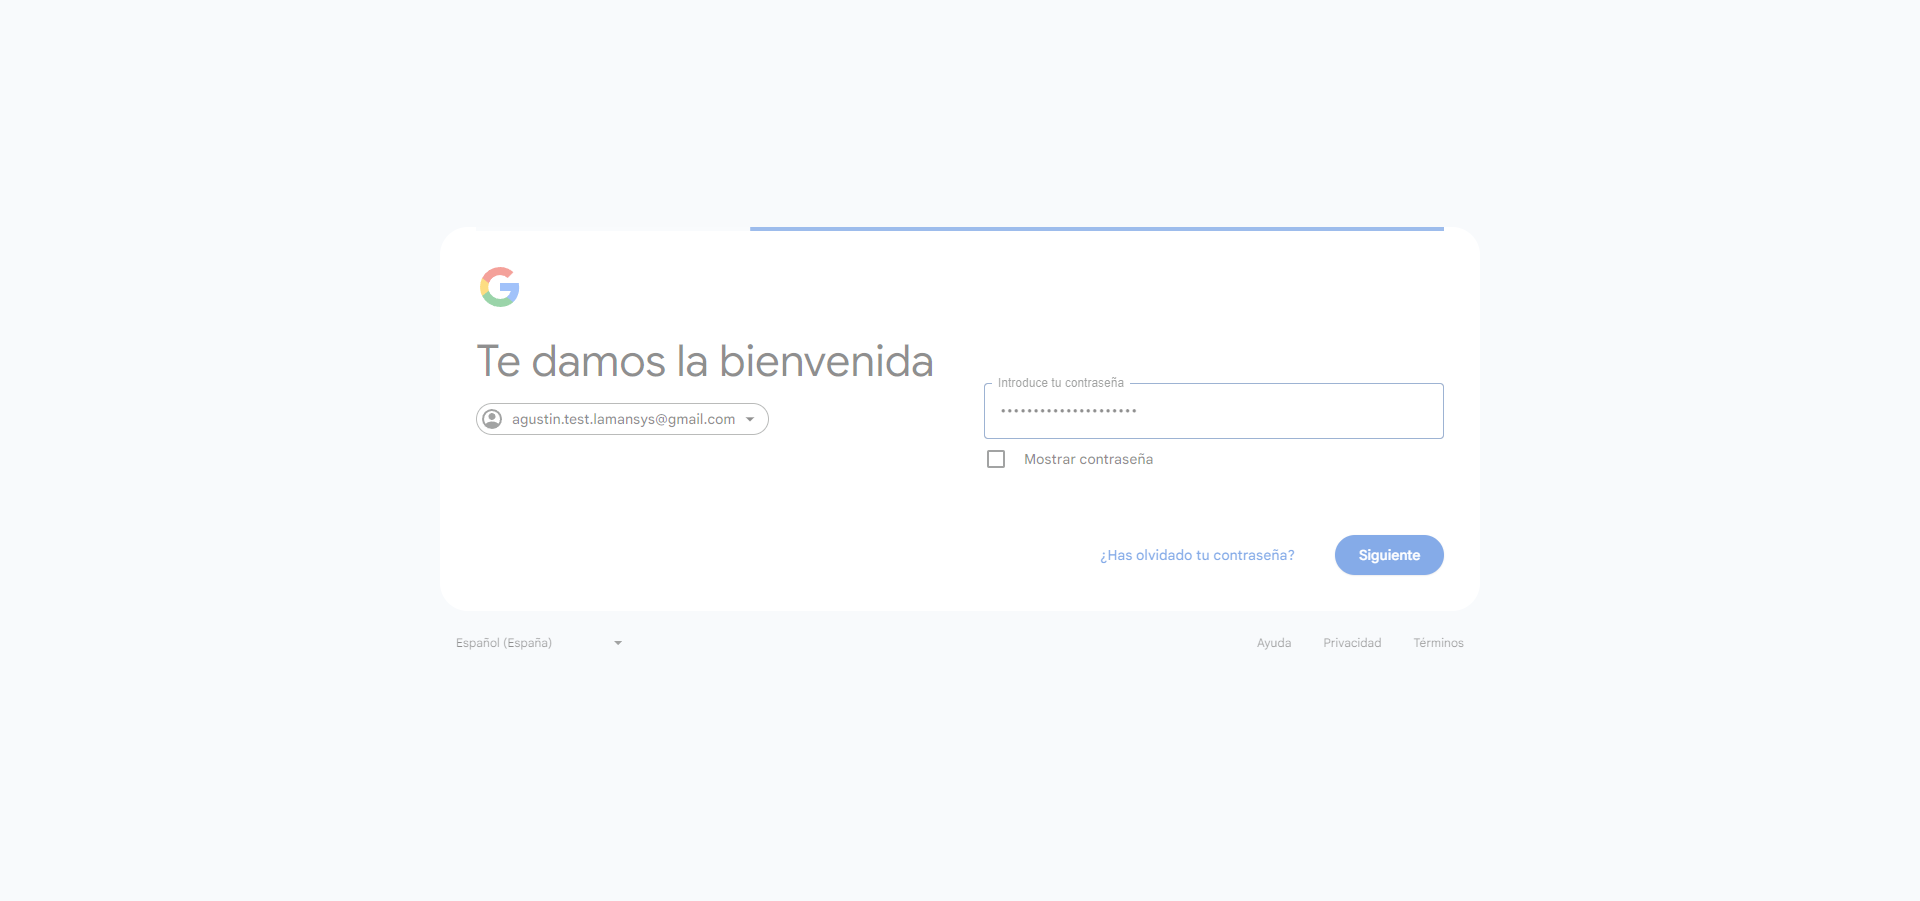 Te damos la bienvenida
agustin.test.lamansys@gmail.com
Introduce tu contraseña
•••••••••••••••••••••
Mostrar contraseña
¿Has olvidado tu contraseña?
Siguiente
Español (España)
Ayuda
Privacidad
Términos